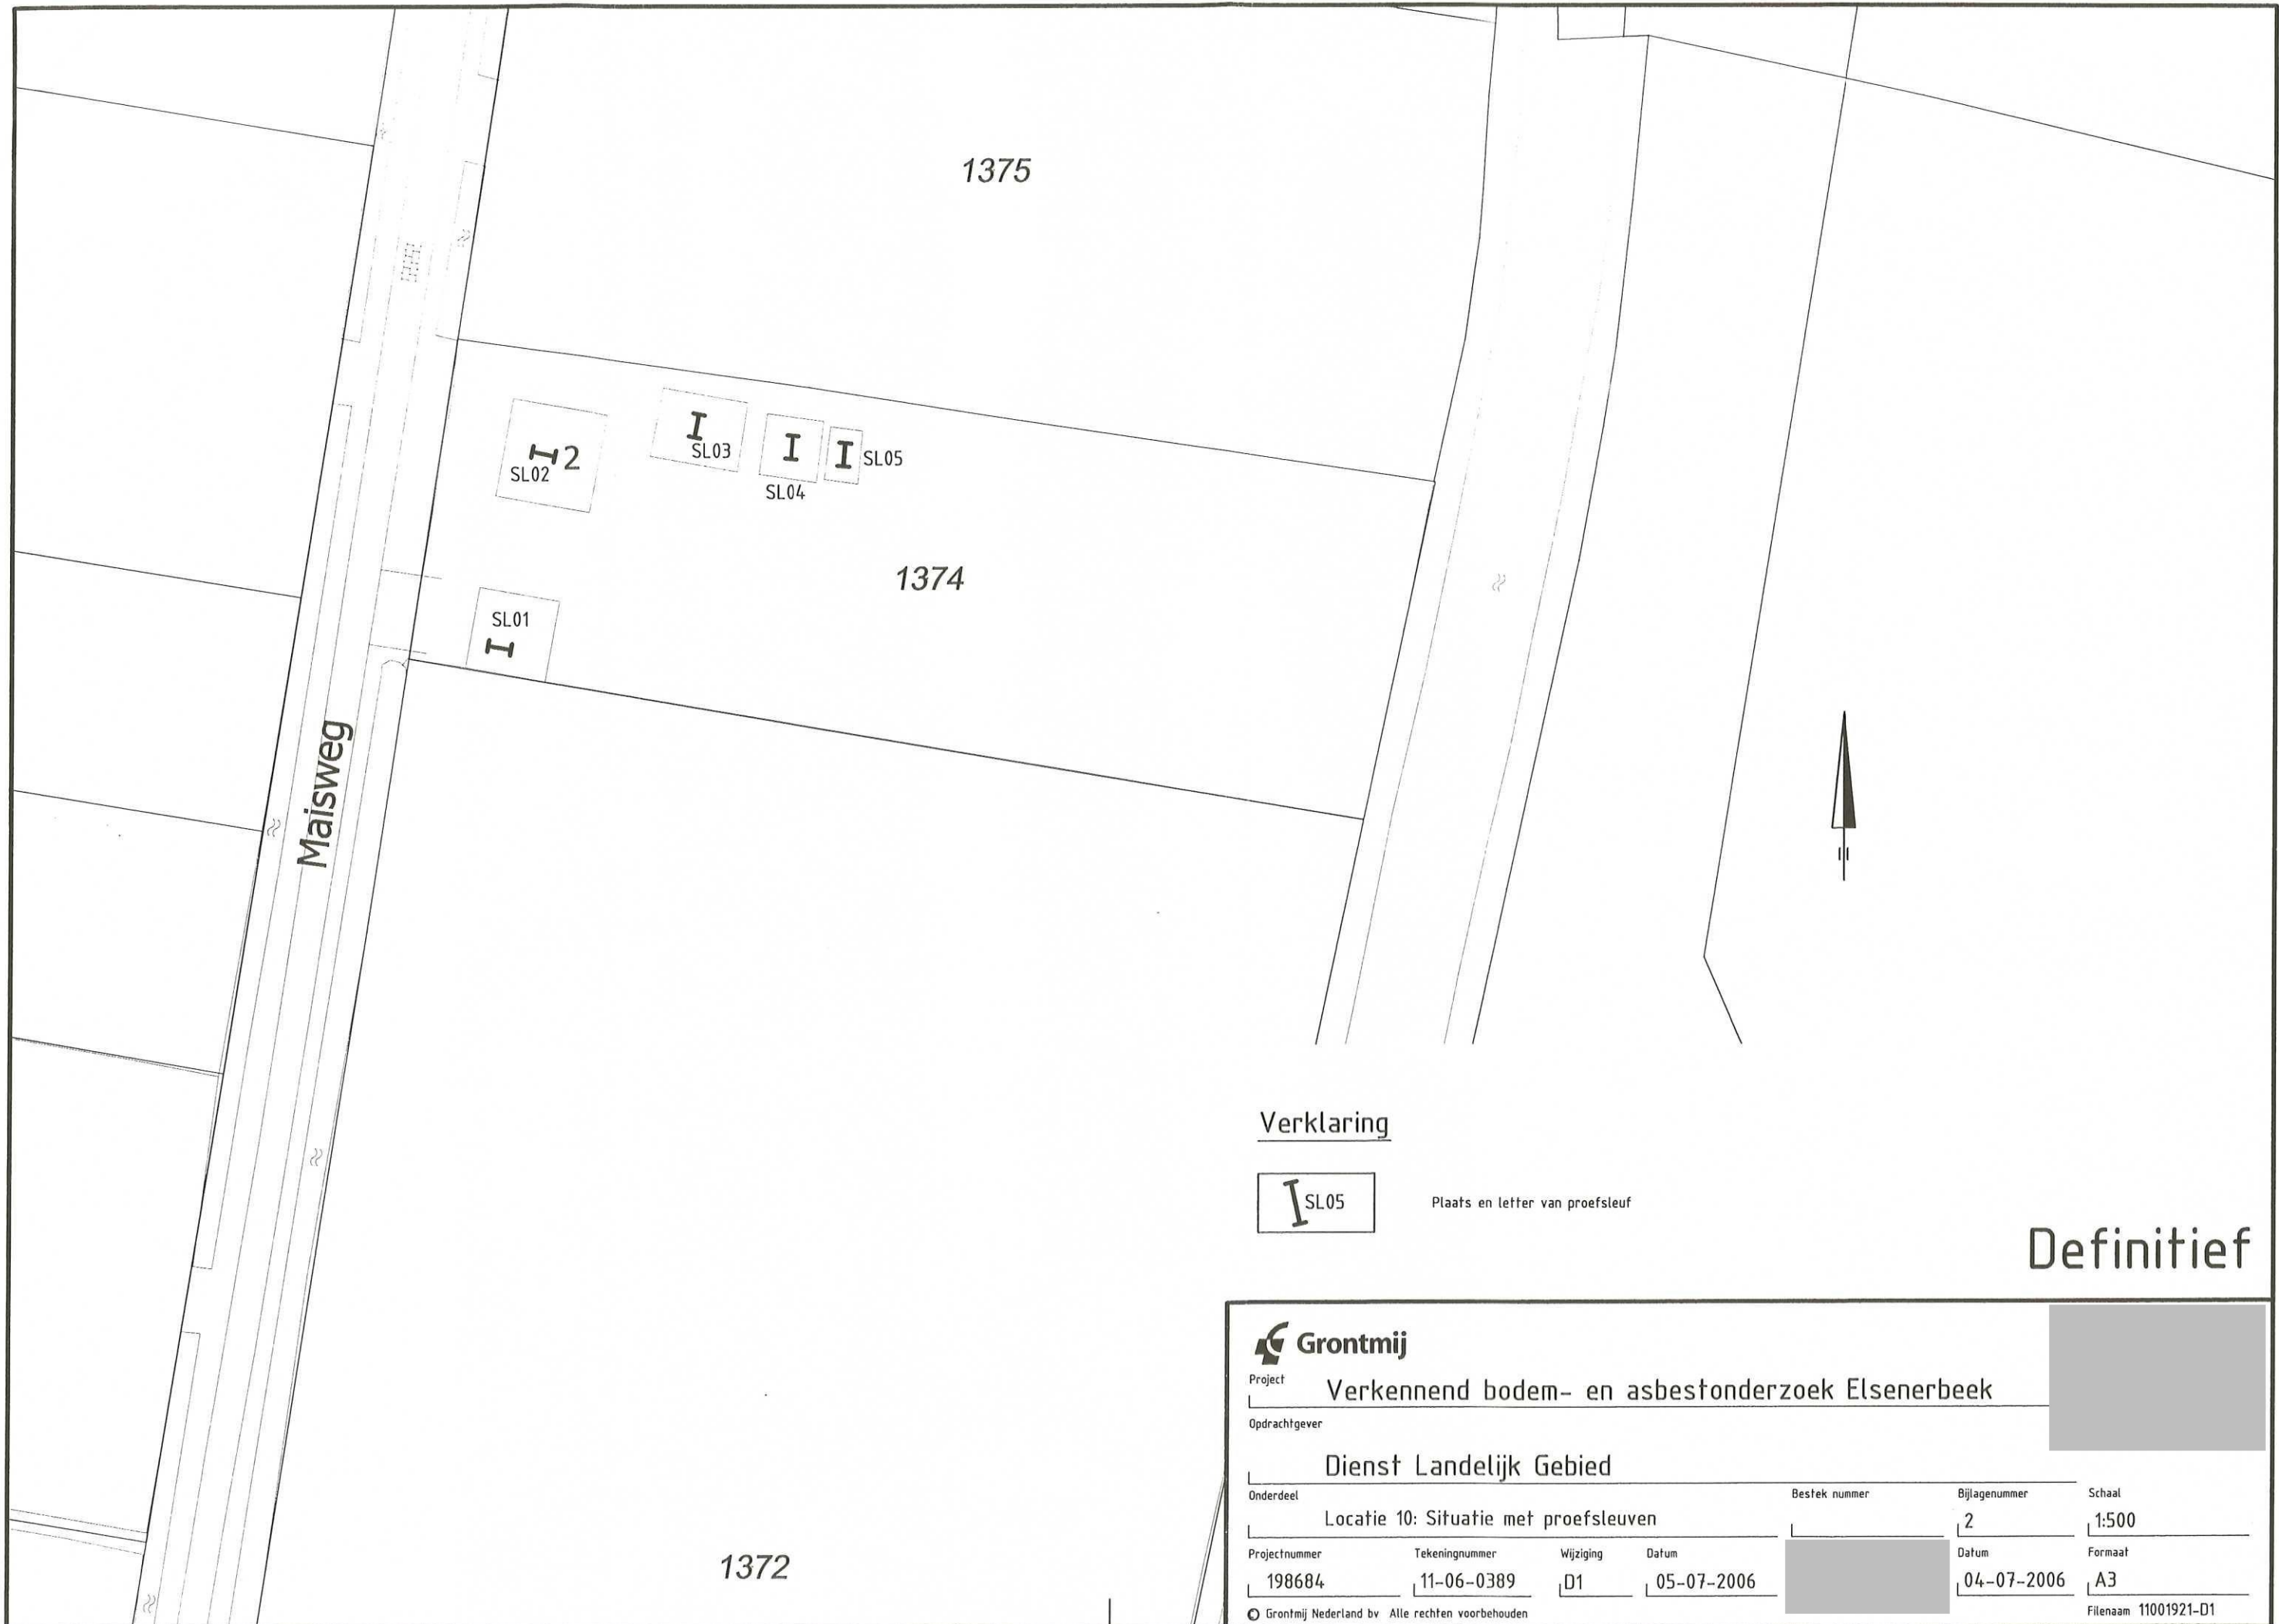 1375
SL03
SL05
2
SL02
SL04
1374
SL01
Maisweg
Verklaring
SL05 Plaats en letter van proefsleuf
Definitief
Grontmij
Project
Verkennend bodem- en asbestonderzoek Elsenerbeek
Opdrachtgever
Dienst Landelijk Gebied
Onderdeel Bestek nummer Bijlagenummer Schaal
Locatie 10: Situatie met proefsleuven 2 1:500
Projectnummer Tekeningnummer Wijziging Datum Datum Formaat
198684 11-06-0389 D1 05-07-2006 04-07-2006 A3
© Grontmij Nederland bv Alle rechten voorbehouden Filenaam 11001921-D1
1372